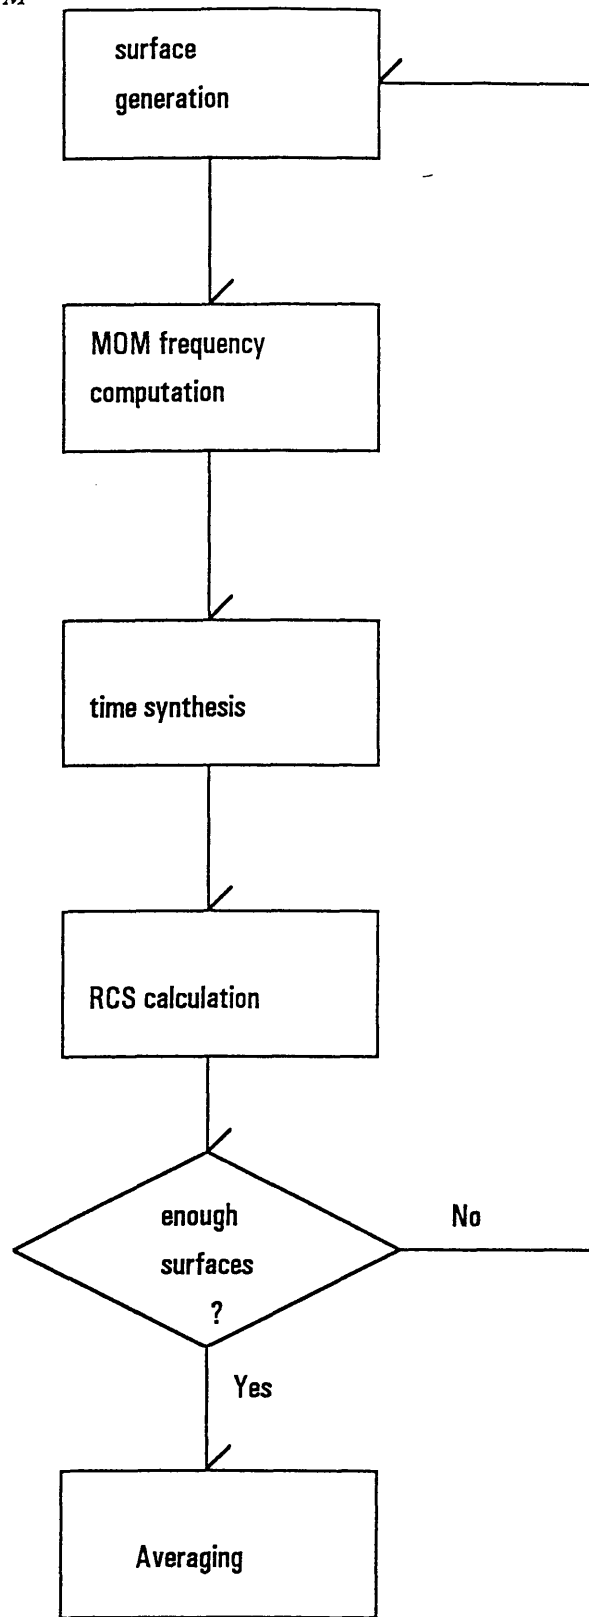 M
surface
generation
MOM frequency
computation
time synthesis
RCS calculation
enough
surfaces
?
No
Yes
Averaging